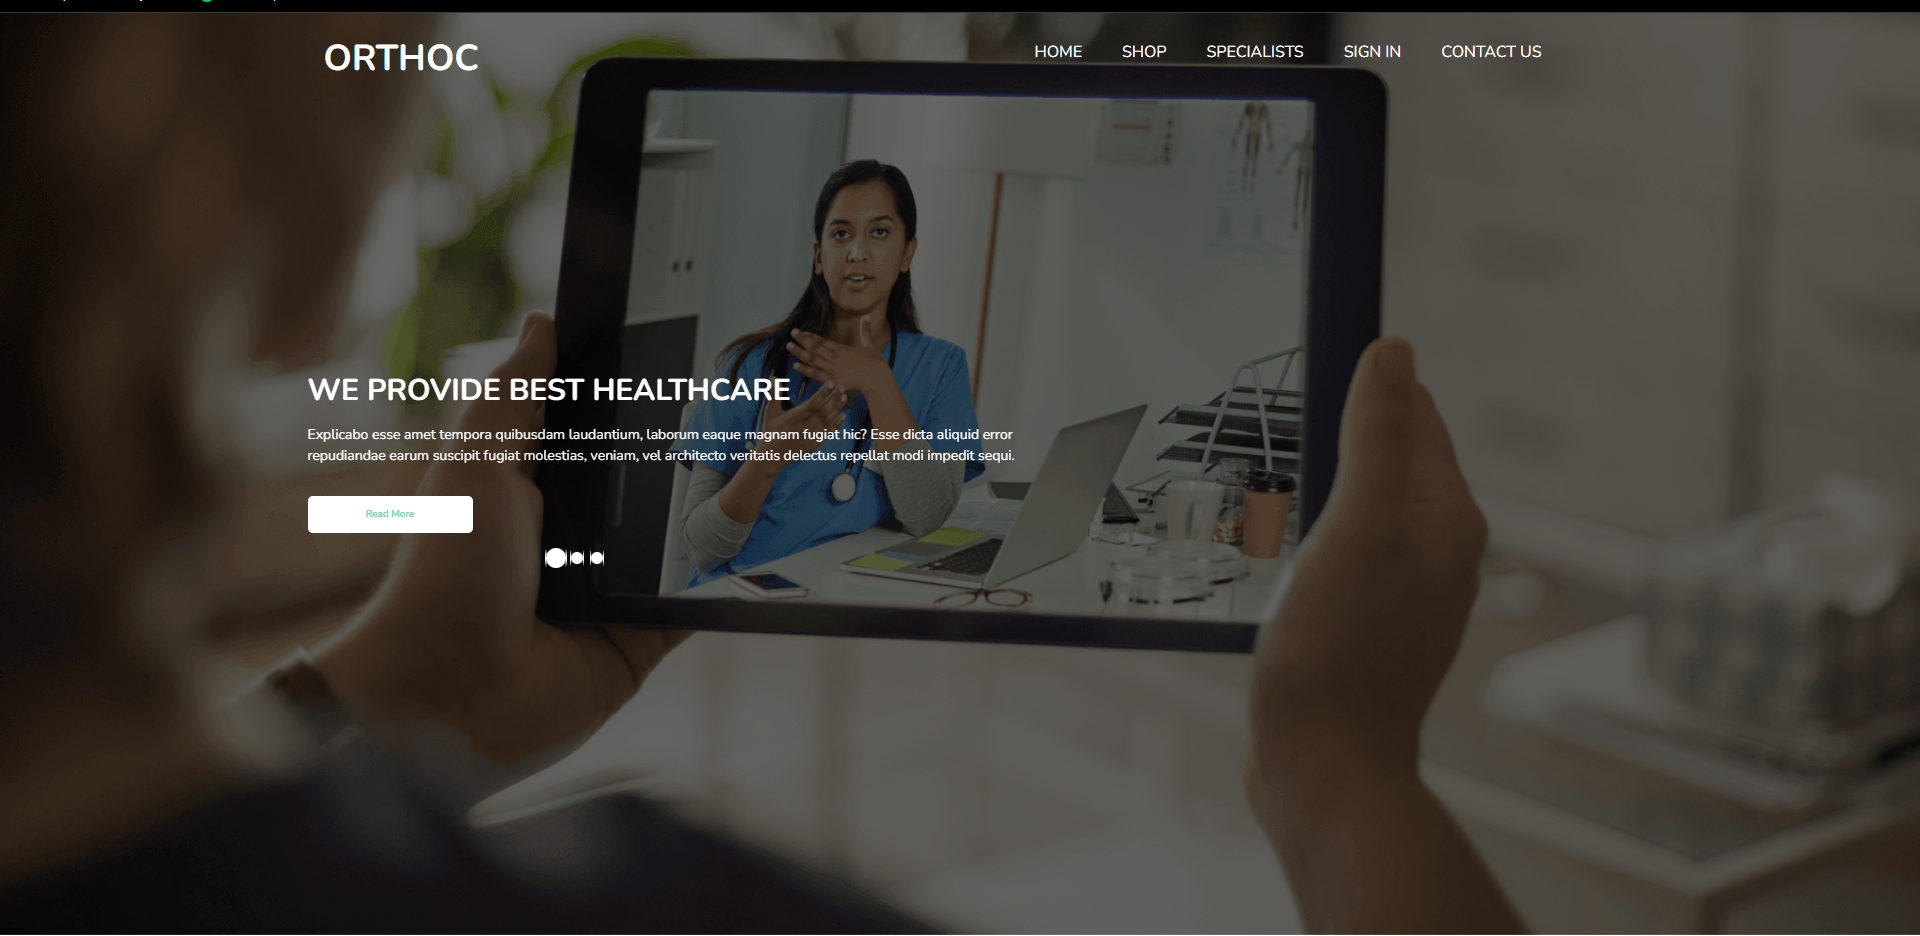 ORTHOC
HOME SHOP SPECIALISTS SIGN IN CONTACT US
WE PROVIDE BEST HEALTHCARE
Explicabo esse amet tempora quibusdam laudantium, laborum eaque magnam fugiat hic? Esse dicta aliquid error
repudiandae earum suscipit fugiat molestias, veniam, vel architecto veritatis delectus repellat modi impedit sequi.
Read More